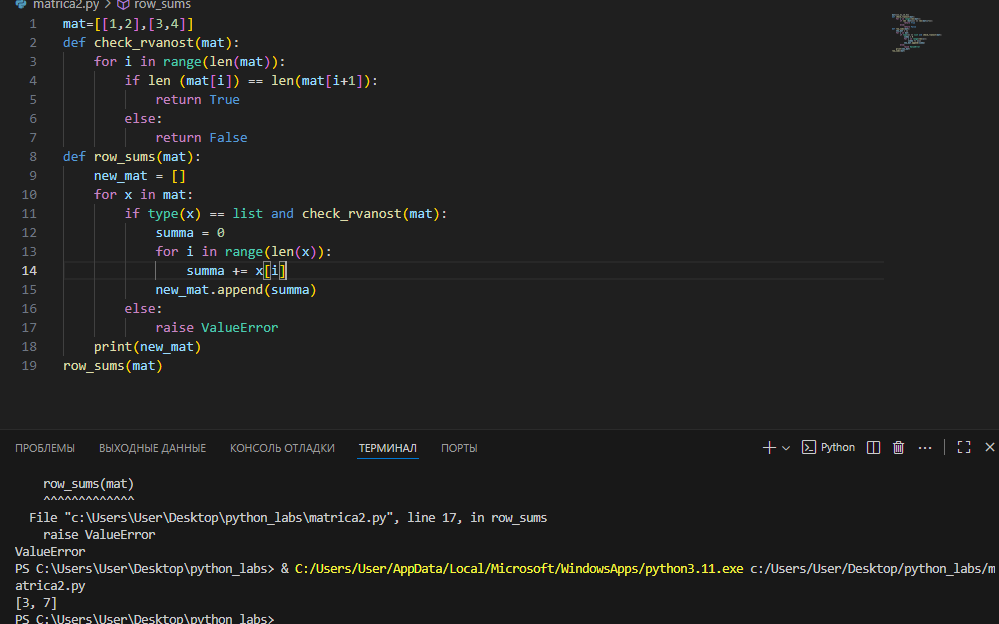 matrica2.py > row_sums
1 mat=[[1,2],[3,4]]
2 def check_rvanost(mat):
3     for i in range(len(mat)):
4         if len (mat[i]) == len(mat[i+1]):
5             return True
6         else:
7             return False
8 def row_sums(mat):
9     new_mat = []
10     for x in mat:
11         if type(x) == list and check_rvanost(mat):
12             summa = 0
13             for i in range(len(x)):
14                 summa += x[i]
15             new_mat.append(summa)
16         else:
17             raise ValueError
18     print(new_mat)
19 row_sums(mat)
ПРОБЛЕМЫ ВЫХОДНЫЕ ДАННЫЕ КОНСОЛЬ ОТЛАДКИ ТЕРМИНАЛ ПОРТЫ Python
    row_sums(mat)
    ^^^^^^^^^^^^^
  File "c:\Users\User\Desktop\python_labs\matrica2.py", line 17, in row_sums
    raise ValueError
ValueError
PS C:\Users\User\Desktop\python_labs> & C:/Users/User/AppData/Local/Microsoft/WindowsApps/python3.11.exe c:/Users/User/Desktop/python_labs/m
atrica2.py
[3, 7]
PS C:\Users\User\Desktop\python_labs>